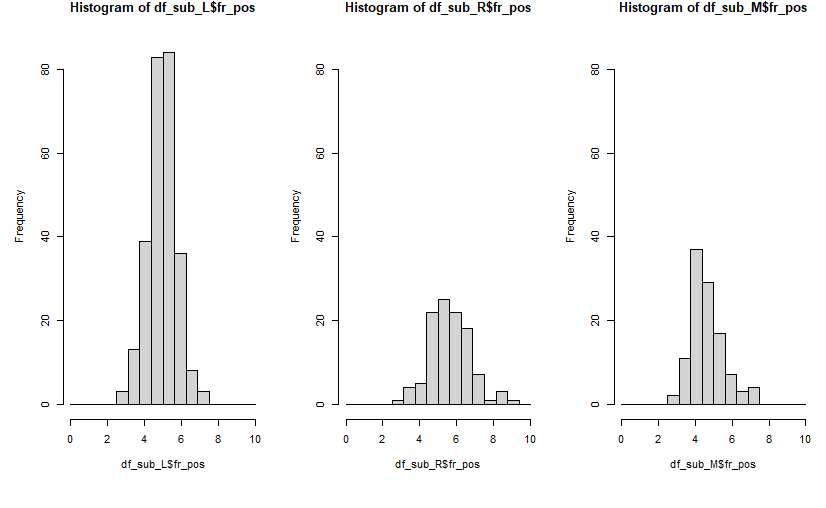 Histogram of df_sub_L$fr_pos
Frequency
80
60
40
20
0
0 2 4 6 8 10
df_sub_L$fr_pos
Histogram of df_sub_R$fr_pos
Frequency
80
60
40
20
0
0 2 4 6 8 10
df_sub_R$fr_pos
Histogram of df_sub_M$fr_pos
Frequency
80
60
40
20
0
0 2 4 6 8 10
df_sub_M$fr_pos